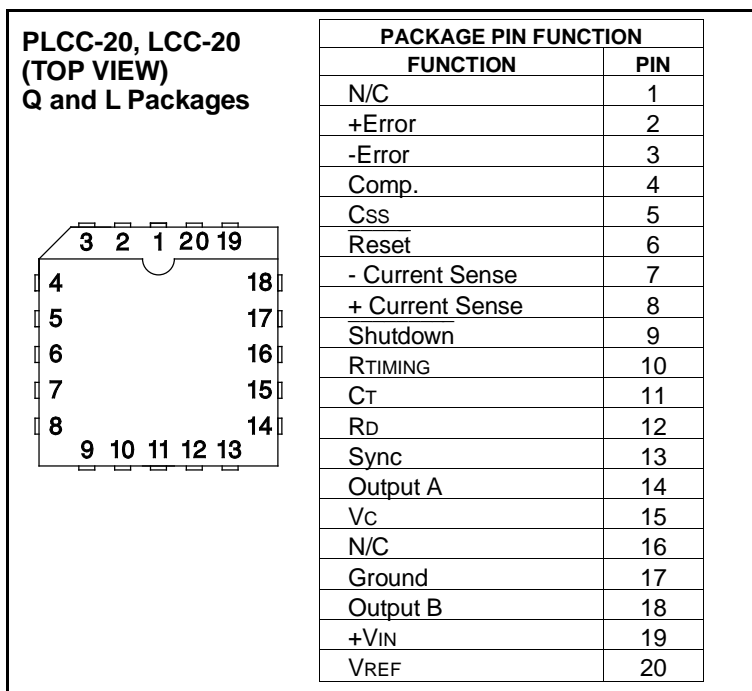 PLCC-20, LCC-20
(TOP VIEW)
Q and L Packages
3 2 1 20 19
4 18
5 17
6 16
7 15
8 14
9 10 11 12 13
PACKAGE PIN FUNCTION
FUNCTION PIN
N/C 1
+Error 2
-Error 3
Comp. 4
CSS 5
Reset 6
- Current Sense 7
+ Current Sense 8
Shutdown 9
RTIMING 10
CT 11
RD 12
Sync 13
Output A 14
VC 15
N/C 16
Ground 17
Output B 18
+VIN 19
VREF 20